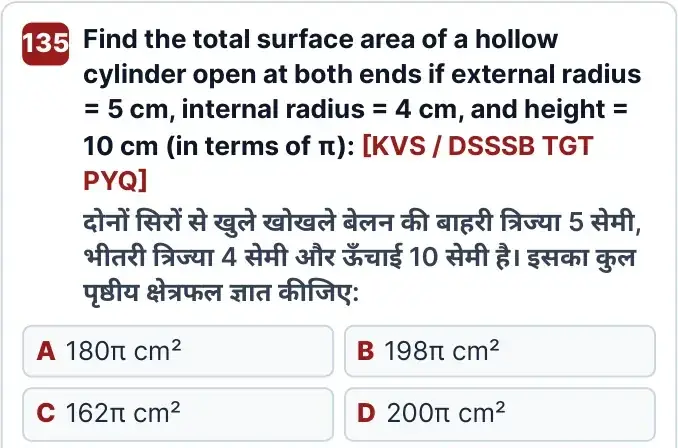 135 Find the total surface area of a hollow
cylinder open at both ends if external radius
= 5 cm, internal radius = 4 cm, and height =
10 cm (in terms of π): [KVS / DSSSB TGT
PYQ]
दोनों सिरों से खुले खोखले बेलन की बाहरी त्रिज्या 5 सेमी,
भीतरी त्रिज्या 4 सेमी और ऊँचाई 10 सेमी है। इसका कुल
पृष्ठीय क्षेत्रफल ज्ञात कीजिए:
A 180π cm² B 198π cm²
C 162π cm² D 200π cm²